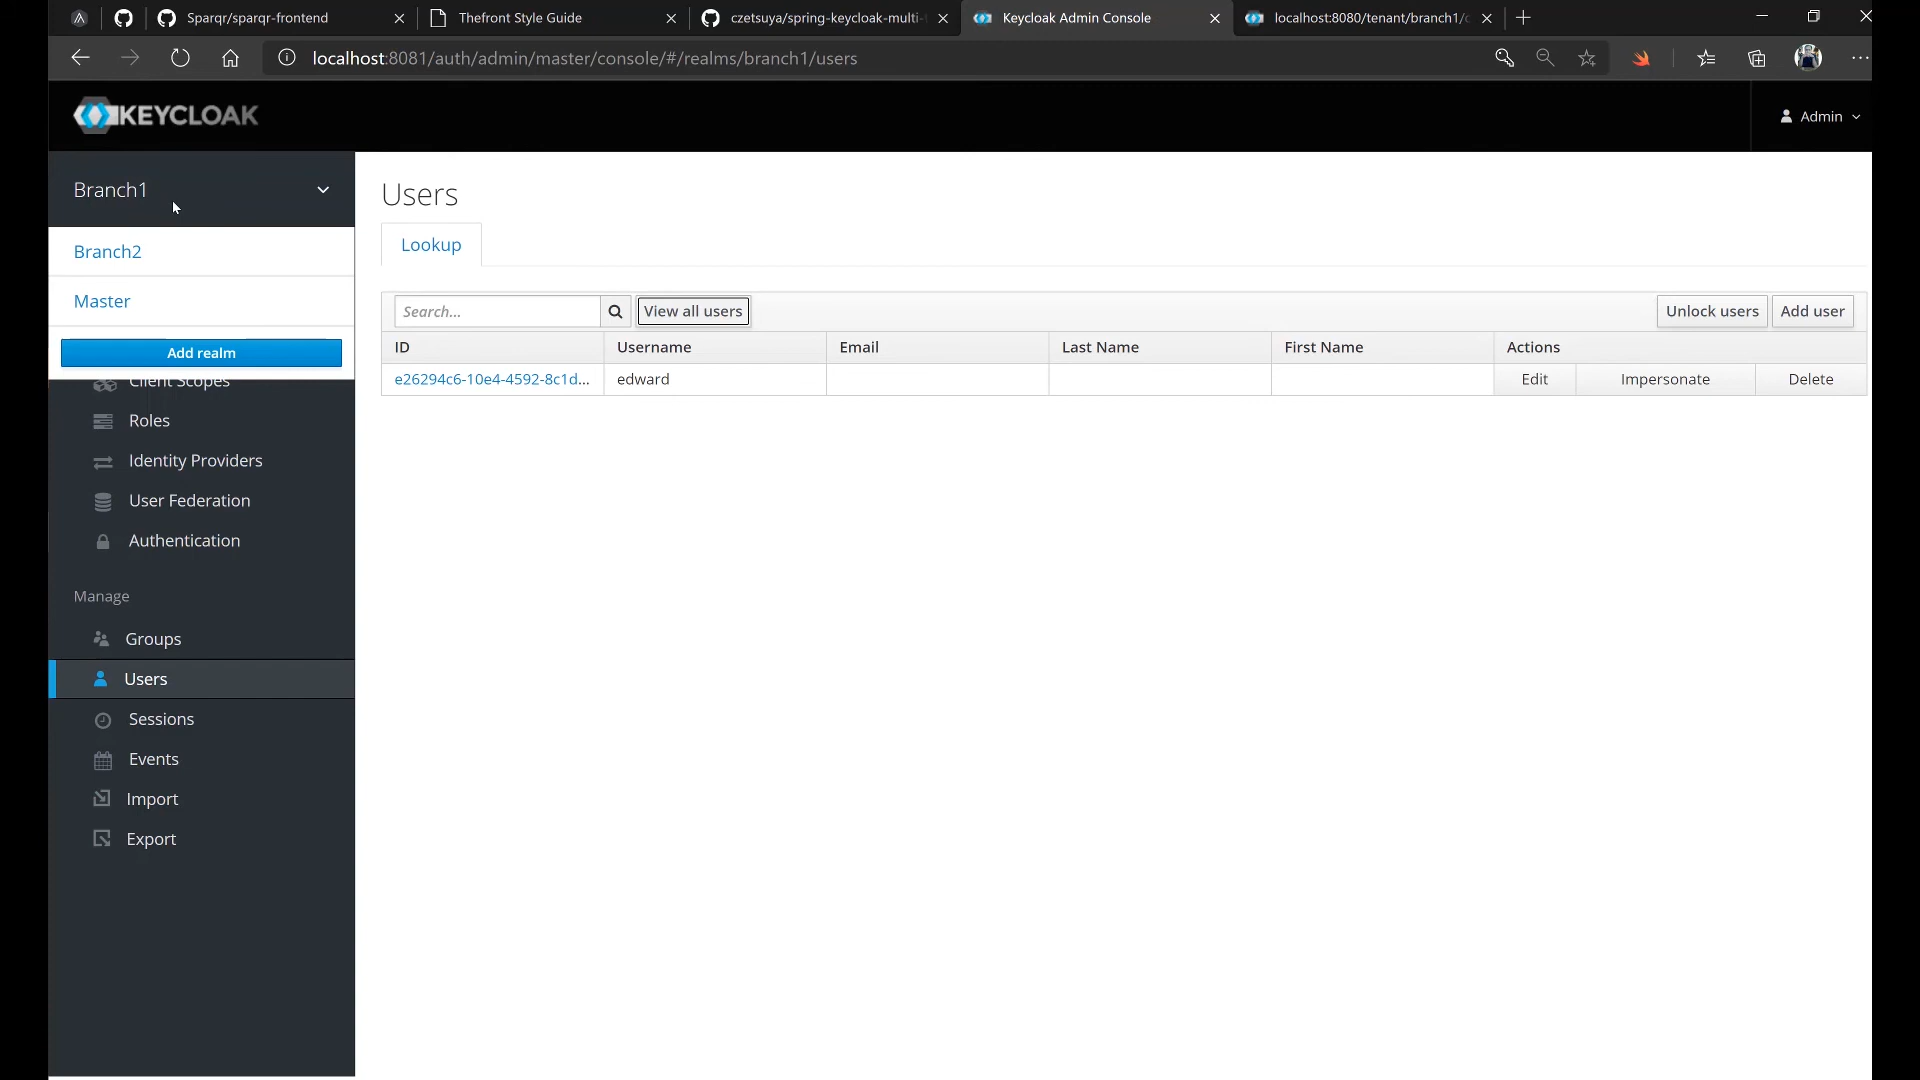 Sparqr/sparqr-frontend
Thefront Style Guide
czetsuya/spring-keycloak-multi-
Keycloak Admin Console
localhost:8080/tenant/branch1/
localhost:8081/auth/admin/master/console/#/realms/branch1/users
KEYCLOAK
Admin
Branch1
Branch2
Master
Add realm
Client Scopes
Roles
Identity Providers
User Federation
Authentication
Manage
Groups
Users
Sessions
Events
Import
Export
Users
Lookup
Search...
View all users
Unlock users
Add user
ID Username Email Last Name First Name Actions
e26294c6-10e4-4592-8c1d... edward Edit Impersonate Delete